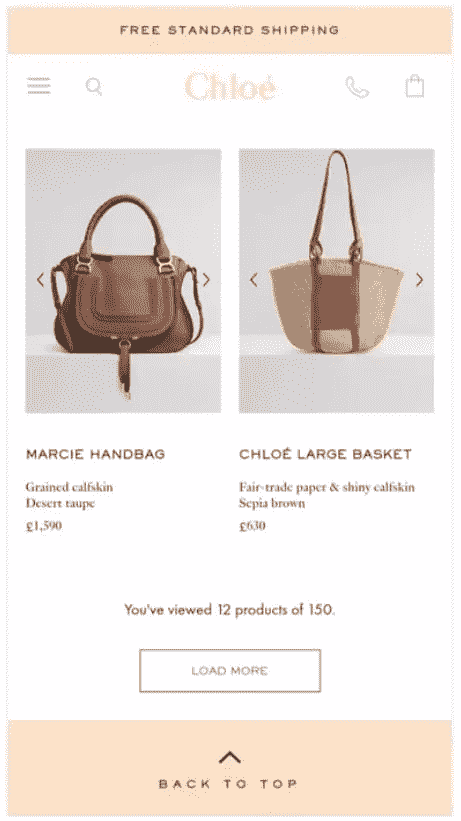 FREE STANDARD SHIPPING
Chloé
MARCIE HANDBAG
Grained calfskin
Desert taupe
£1,590
CHLOÉ LARGE BASKET
Fair-trade paper & shiny calfskin
Sepia brown
£630
You've viewed 12 products of 150.
LOAD MORE
BACK TO TOP